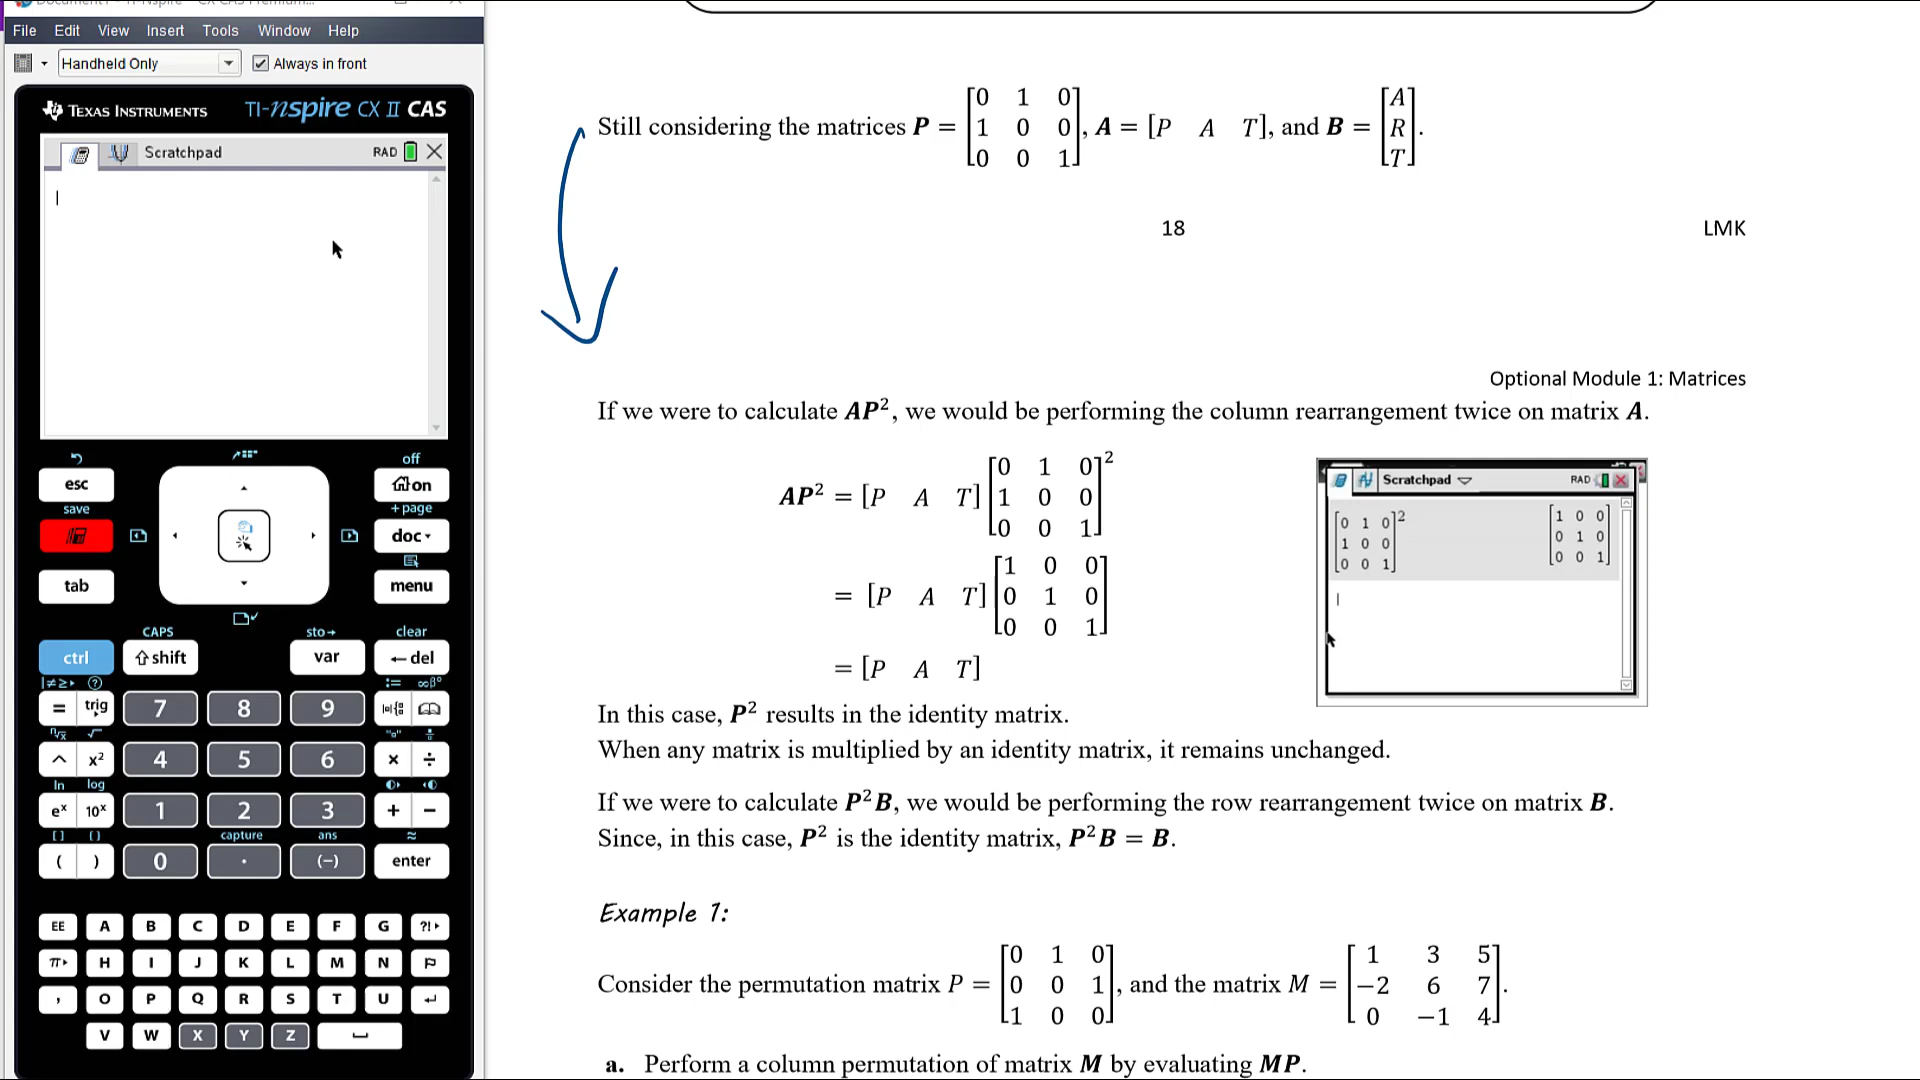 File Edit View Insert Tools Window Help
Handheld Only Always in front
TEXAS INSTRUMENTS TI-nspire CX II CAS
Scratchpad RAD
off
esc on
save + page
doc
tab menu
CAPS sto→ clear
ctrl ⇧shift var ←del
|≠≥▸ ? := ∞β°
= trig 7 8 9
ⁿ√x √ "□"
^ x² 4 5 6 × ÷
ln log
eˣ 10ˣ 1 2 3 + −
[ ] { } capture ans ≈
( ) 0 . (−) enter
EE A B C D E F G ?!▸
π▸ H I J K L M N
, O P Q R S T U ↵
V W X Y Z
Still considering the matrices P = [0 1 0; 1 0 0; 0 0 1], A = [P A T], and B = [A; R; T].
18 LMK
Optional Module 1: Matrices
If we were to calculate AP², we would be performing the column rearrangement twice on matrix A.
AP² = [P A T] [0 1 0; 1 0 0; 0 0 1]²
= [P A T] [1 0 0; 0 1 0; 0 0 1]
= [P A T]
Scratchpad RAD
[0 1 0; 1 0 0; 0 0 1]² [1 0 0; 0 1 0; 0 0 1]
In this case, P² results in the identity matrix.
When any matrix is multiplied by an identity matrix, it remains unchanged.
If we were to calculate P²B, we would be performing the row rearrangement twice on matrix B.
Since, in this case, P² is the identity matrix, P²B = B.
Example 1:
Consider the permutation matrix P = [0 1 0; 0 0 1; 1 0 0], and the matrix M = [1 3 5; −2 6 7; 0 −1 4].
a. Perform a column permutation of matrix M by evaluating MP.